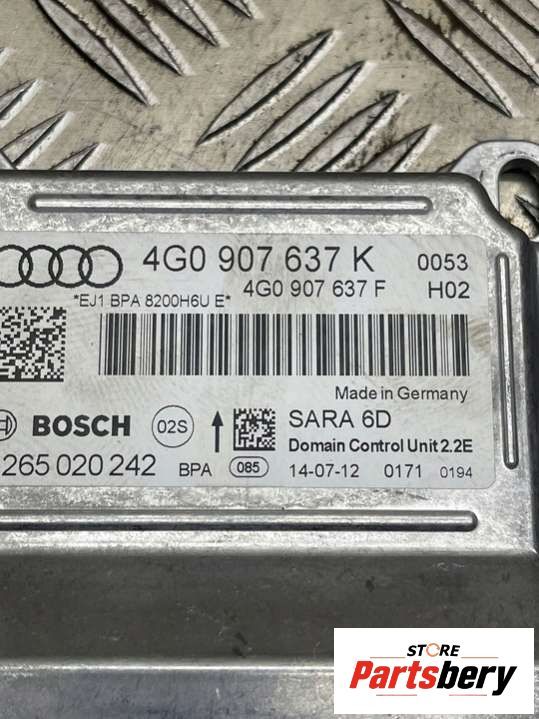 4G0 907 637 K 0053
4G0 907 637 F H02
*EJ1 BPA 8200H6U E*
Made in Germany
BOSCH 02S SARA 6D
Domain Control Unit 2.2E
265 020 242 BPA 085 14-07-12 0171 0194
STORE
Partsbery